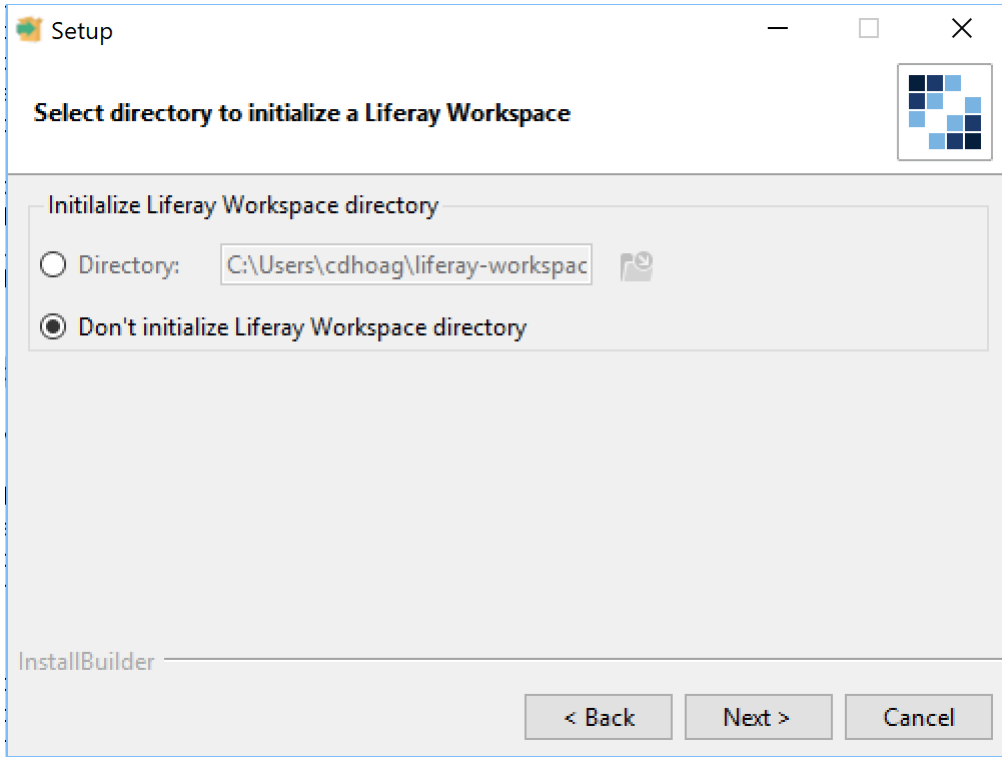 Setup
Select directory to initialize a Liferay Workspace
Initilalize Liferay Workspace directory
Directory: C:\Users\cdhoag\liferay-workspac
Don't initialize Liferay Workspace directory
InstallBuilder
< Back Next > Cancel